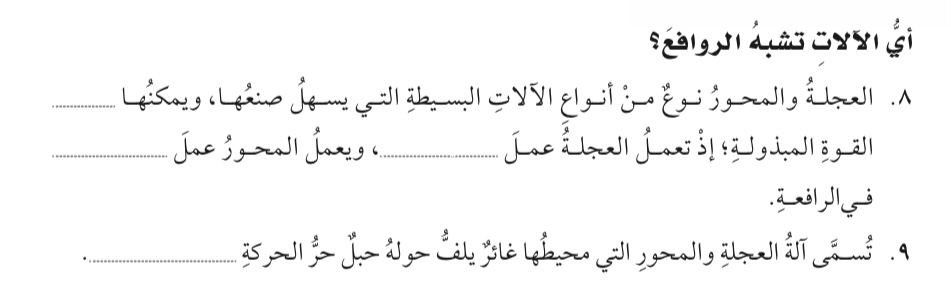 أيُّ الآلاتِ تشبهُ الروافعَ؟
٨. العجلةُ والمحورُ نوعٌ منْ أنواعِ الآلاتِ البسيطةِ التي يسهلُ صنعُها، ويمكنُها ............
القوةِ المبذولةِ؛ إذْ تعملُ العجلةُ عملَ ....................، ويعملُ المحورُ عملَ ....................
في الرافعةِ.
٩. تُسمَّى آلةُ العجلةِ والمحورِ التي محيطُها غائرٌ يلفُّ حولهُ حبلٌ حرُّ الحركةِ .....................